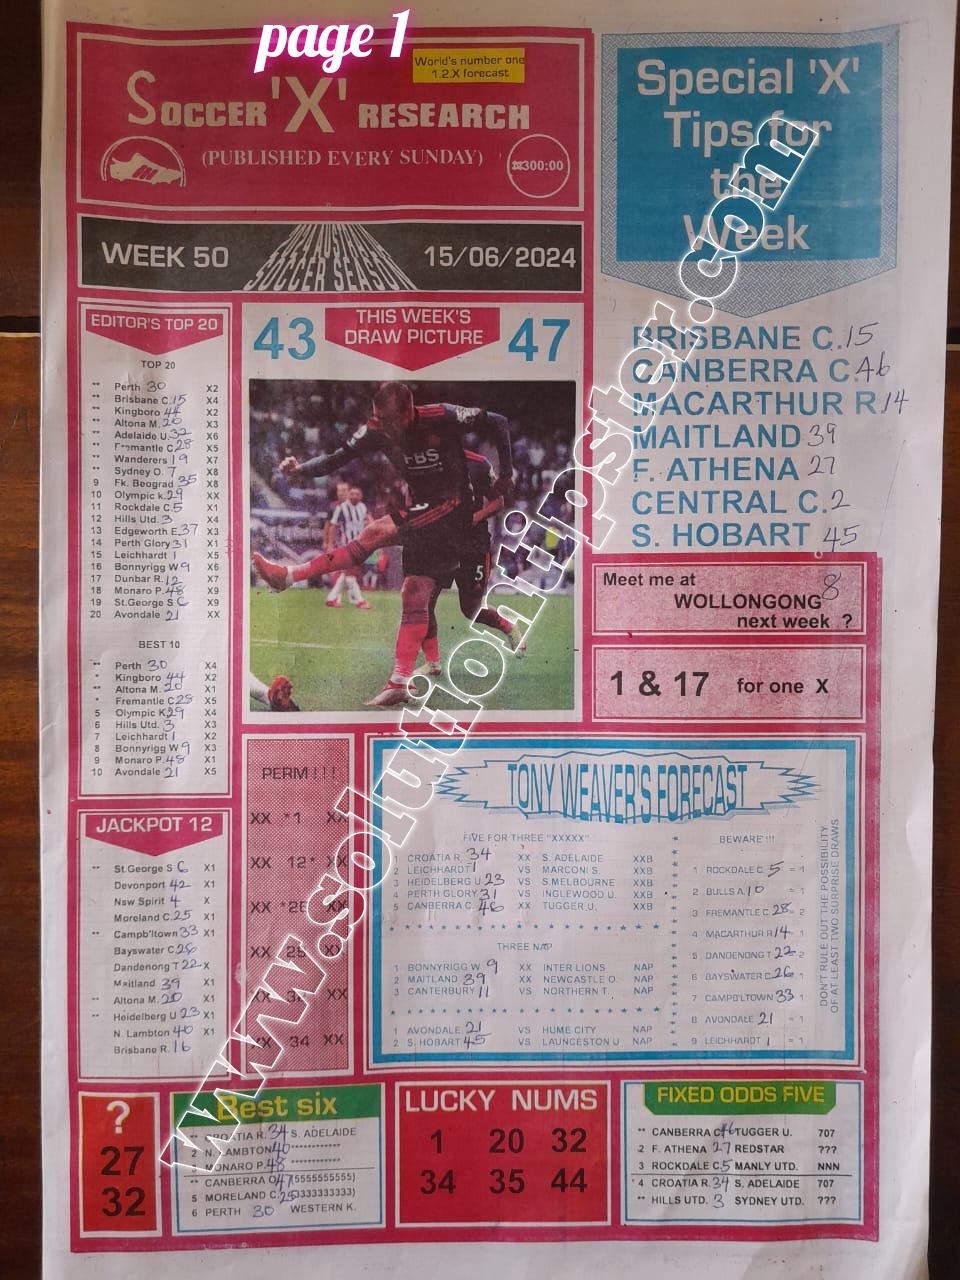 page 1
World's number one
1.2.X forecast
SOCCER 'X' RESEARCH
(PUBLISHED EVERY SUNDAY)
₦300:00
WEEK 50
SOCCER SEASON
15/06/2024
Special 'X'
Tips for
the
Week
BRISBANE C. 15
CANBERRA C. 46
MACARTHUR R. 14
MAITLAND 39
F. ATHENA 27
CENTRAL C. 2
S. HOBART 45
Meet me at
WOLLONGONG 8
next week ?
1 & 17 for one X
EDITOR'S TOP 20
TOP 20
** Perth 30 X2
** Brisbane C. 15 X4
** Kingboro 44 X2
** Altona M. 20 X3
** Adelaide U. 32 X6
** Fremantle C. 28 X5
** Wanderers 19 X7
** Sydney O. 7 X8
9 Fk. Beograd 35 X8
10 Olympic k. 29 XX
11 Rockdale C. 5 X1
12 Hills Utd. 3 X4
13 Edgeworth E. 37 X3
14 Perth Glory 31 X1
15 Leichhardt 1 X5
16 Bonnyrigg W 9 X6
17 Dunbar R. 12 X7
18 Monaro P. 48 X9
19 St.George S 6 X9
20 Avondale 21 XX
BEST 10
** Perth 30 X4
* Kingboro 44 X2
** Altona M. 20 X1
* Fremantle C. 28 X5
5 Olympic K. 29 X4
6 Hills Utd. 3 X3
7 Leichhardt 1 X2
8 Bonnyrigg W 9 X3
9 Monaro P. 48 X1
10 Avondale 21 X5
43 THIS WEEK'S
DRAW PICTURE 47
FBS
5
JACKPOT 12
** St.George S 6 X1
Devonport 42 X1
Nsw Spirit 4 X
Moreland C. 25 X1
** Campb'ltown 33 X1
Bayswater C. 26
Dandenong T 22 X
Maitland 39
** Altona M. 20 X1
** Heidelberg U 23 X1
N. Lambton 40 X1
Brisbane R. 16
PERM !!!
XX *1 XX
XX 12* XX
XX *26 XX
XX 25 XX
XX 32 XX
XX 34 XX
TONY WEAVER'S FORECAST
FIVE FOR THREE "XXXXX"
1 CROATIA R. 34 XX S. ADELAIDE XXB
2 LEICHHARDT 1 VS MARCONI S. XXB
3 HEIDELBERG U 23 VS S MELBOURNE XXB
4 PERTH GLORY 31 VS INGLEWOOD U. XXB
5 CANBERRA C. 46 XX TUGGER U. XXB
THREE NAP
1 BONNYRIGG W 9 XX INTER LIONS NAP
2 MAITLAND 39 XX NEWCASTLE O. NAP
3 CANTERBURY 11 VS NORTHERN T. NAP
1 AVONDALE 21 VS HUME CITY NAP
2 S. HOBART 45 VS LAUNCESTON U NAP
BEWARE !!!
1 ROCKDALE C. 5 = 1
2 BULLS A. 10 = 1
3 FREMANTLE C. 28 = 2
4 MACARTHUR R 14 = 1
5 DANDENONG T 22 = 2
6 BAYSWATER C. 26 = 1
7 CAMPB'LTOWN 33 = 1
8 AVONDALE 21 = 1
9 LEICHHARDT 1 = 1
DON'T RULE OUT THE POSSIBILITY
OF AT LEAST TWO SURPRISE DRAWS
?
27
32
Best six
** CROATIA R. 34 S. ADELAIDE
2 N. LAMBTON 40 ************
3 MONARO P. 48 ************
** CANBERRA O 47 (5555555555)
5 MORELAND C. 25 (3333333333)
6 PERTH 30 WESTERN K.
LUCKY NUMS
1 20 32
34 35 44
FIXED ODDS FIVE
** CANBERRA C 46 TUGGER U. 707
2 F. ATHENA 27 REDSTAR ???
3 ROCKDALE C. 5 MANLY UTD. NNN
* 4 CROATIA R. 34 S. ADELAIDE 707
** HILLS UTD. 3 SYDNEY UTD. ???
www.solutiontipster.com